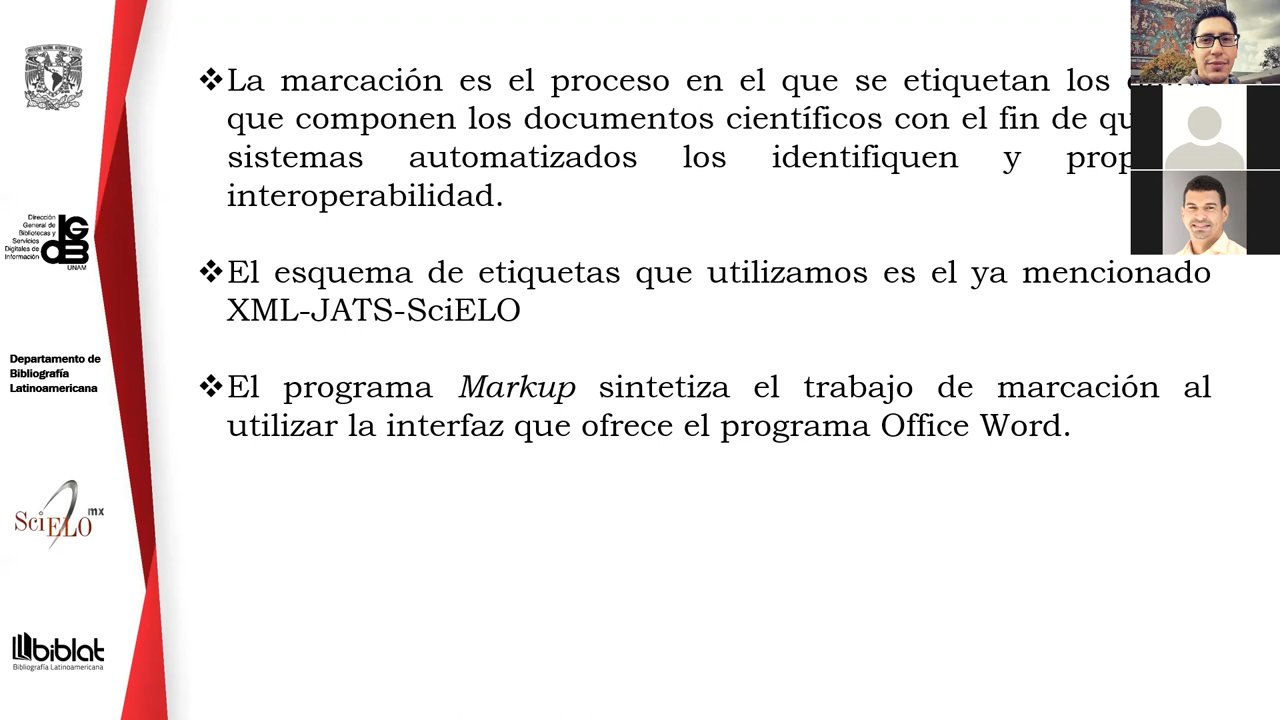 ❖La marcación es el proceso en el que se etiquetan los
que componen los documentos científicos con el fin de
sistemas automatizados los identifiquen y
interoperabilidad.
❖El esquema de etiquetas que utilizamos es el ya mencionado
XML-JATS-SciELO
❖El programa Markup sintetiza el trabajo de marcación al
utilizar la interfaz que ofrece el programa Office Word.
Dirección
General de
Bibliotecas y
Servicios
Digitales de
Información
DGB
UNAM
Departamento de
Bibliografía
Latinoamericana
SciELO mx
biblat
Bibliografía Latinoamericana